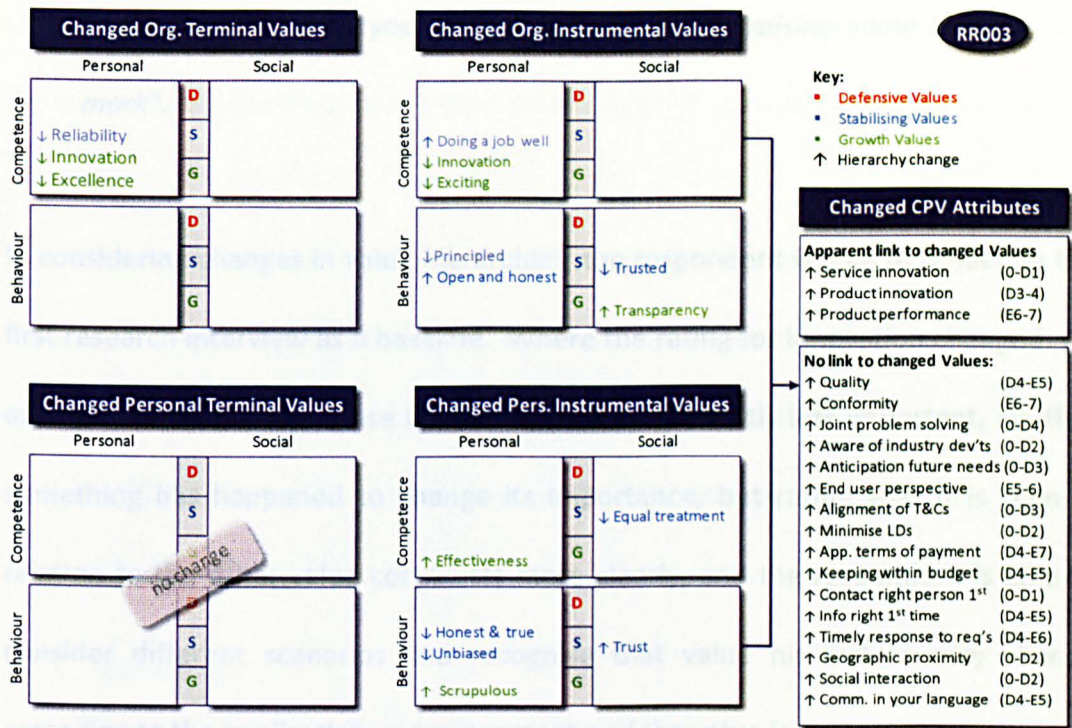 Changed Org. Terminal Values
Personal Social
Competence
D
S
G
↓ Reliability
↓ Innovation
↓ Excellence
Behaviour
D
S
G
Changed Org. Instrumental Values
Personal Social
Competence
D
S
G
↑ Doing a job well
↓ Innovation
↓ Exciting
Behaviour
D
S
G
↓ Principled
↑ Open and honest
↓ Trusted
↑ Transparency
RR003
Key:
Defensive Values
Stabilising Values
Growth Values
↑ Hierarchy change
Changed Personal Terminal Values
Personal Social
Competence
D
S
no change
Behaviour
D
S
G
Changed Pers. Instrumental Values
Personal Social
Competence
D
S
G
↓ Equal treatment
↑ Effectiveness
Behaviour
D
S
G
↓ Honest & true
↓ Unbiased
↑ Trust
↑ Scrupulous
Changed CPV Attributes
Apparent link to changed Values
↑ Service innovation (0-D1)
↑ Product innovation (D3-4)
↑ Product performance (E6-7)
No link to changed Values:
↑ Quality (D4-E5)
↑ Conformity (E6-7)
↑ Joint problem solving (0-D4)
↑ Aware of industry dev'ts (0-D2)
↑ Anticipation future needs (0-D3)
↑ End user perspective (E5-6)
↑ Alignment of T&Cs (0-D3)
↑ Minimise LDs (0-D2)
↑ App. terms of payment (D4-E7)
↑ Keeping within budget (D4-E5)
↑ Contact right person 1st (0-D1)
↑ Info right 1st time (D4-E5)
↑ Timely response to req's (D4-E6)
↑ Geographic proximity (0-D2)
↑ Social interaction (0-D2)
↑ Comm. in your language (D4-E5)